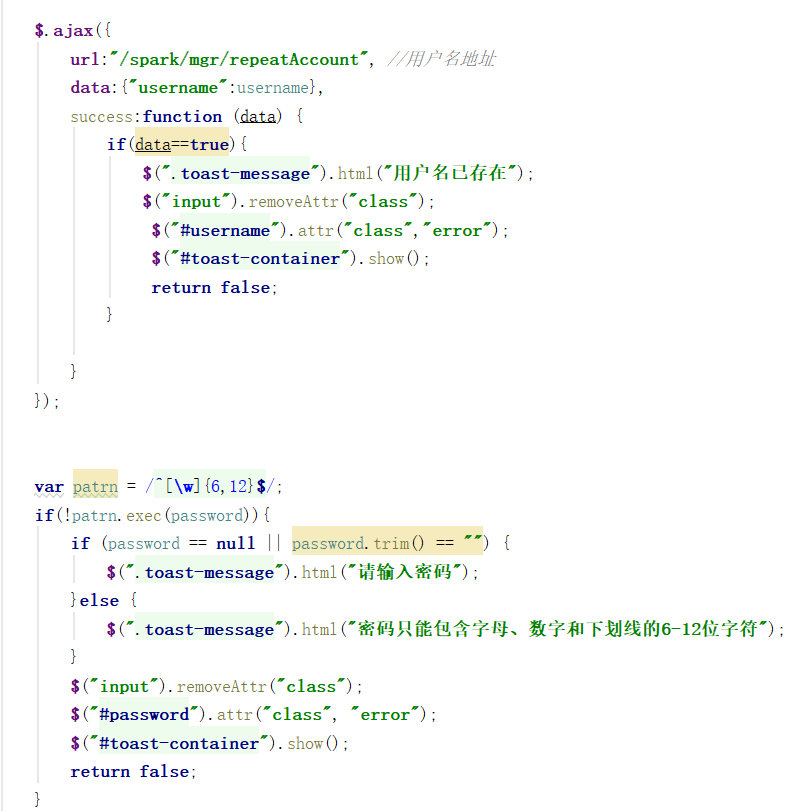 $.ajax({
    url:"/spark/mgr/repeatAccount", //用户名地址
    data:{"username":username},
    success:function (data) {
        if(data==true){
            $(".toast-message").html("用户名已存在");
            $("input").removeAttr("class");
             $("#username").attr("class","error");
             $("#toast-container").show();
             return false;
        }
    }
});
var patrn = /^[\w]{6,12}$/;
if(!patrn.exec(password)){
    if (password == null || password.trim() == "") {
        $(".toast-message").html("请输入密码");
    }else {
        $(".toast-message").html("密码只能包含字母、数字和下划线的6-12位字符");
    }
    $("input").removeAttr("class");
    $("#password").attr("class", "error");
    $("#toast-container").show();
    return false;
}